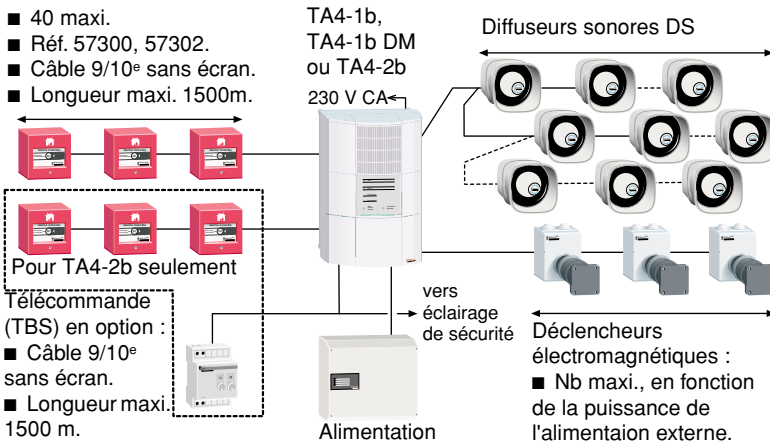 ■ 40 maxi.
■ Réf. 57300, 57302.
■ Câble 9/10e sans écran.
■ Longueur maxi. 1500m.
TA4-1b,
TA4-1b DM
ou TA4-2b
230 V CA
Diffuseurs sonores DS
Pour TA4-2b seulement
Télécommande
(TBS) en option :
■ Câble 9/10e
sans écran.
■ Longueur maxi.
1500 m.
vers
éclairage
de sécurité
Alimentation
Déclencheurs
électromagnétiques :
■ Nb maxi., en fonction
de la puissance de
l'alimentaion externe.